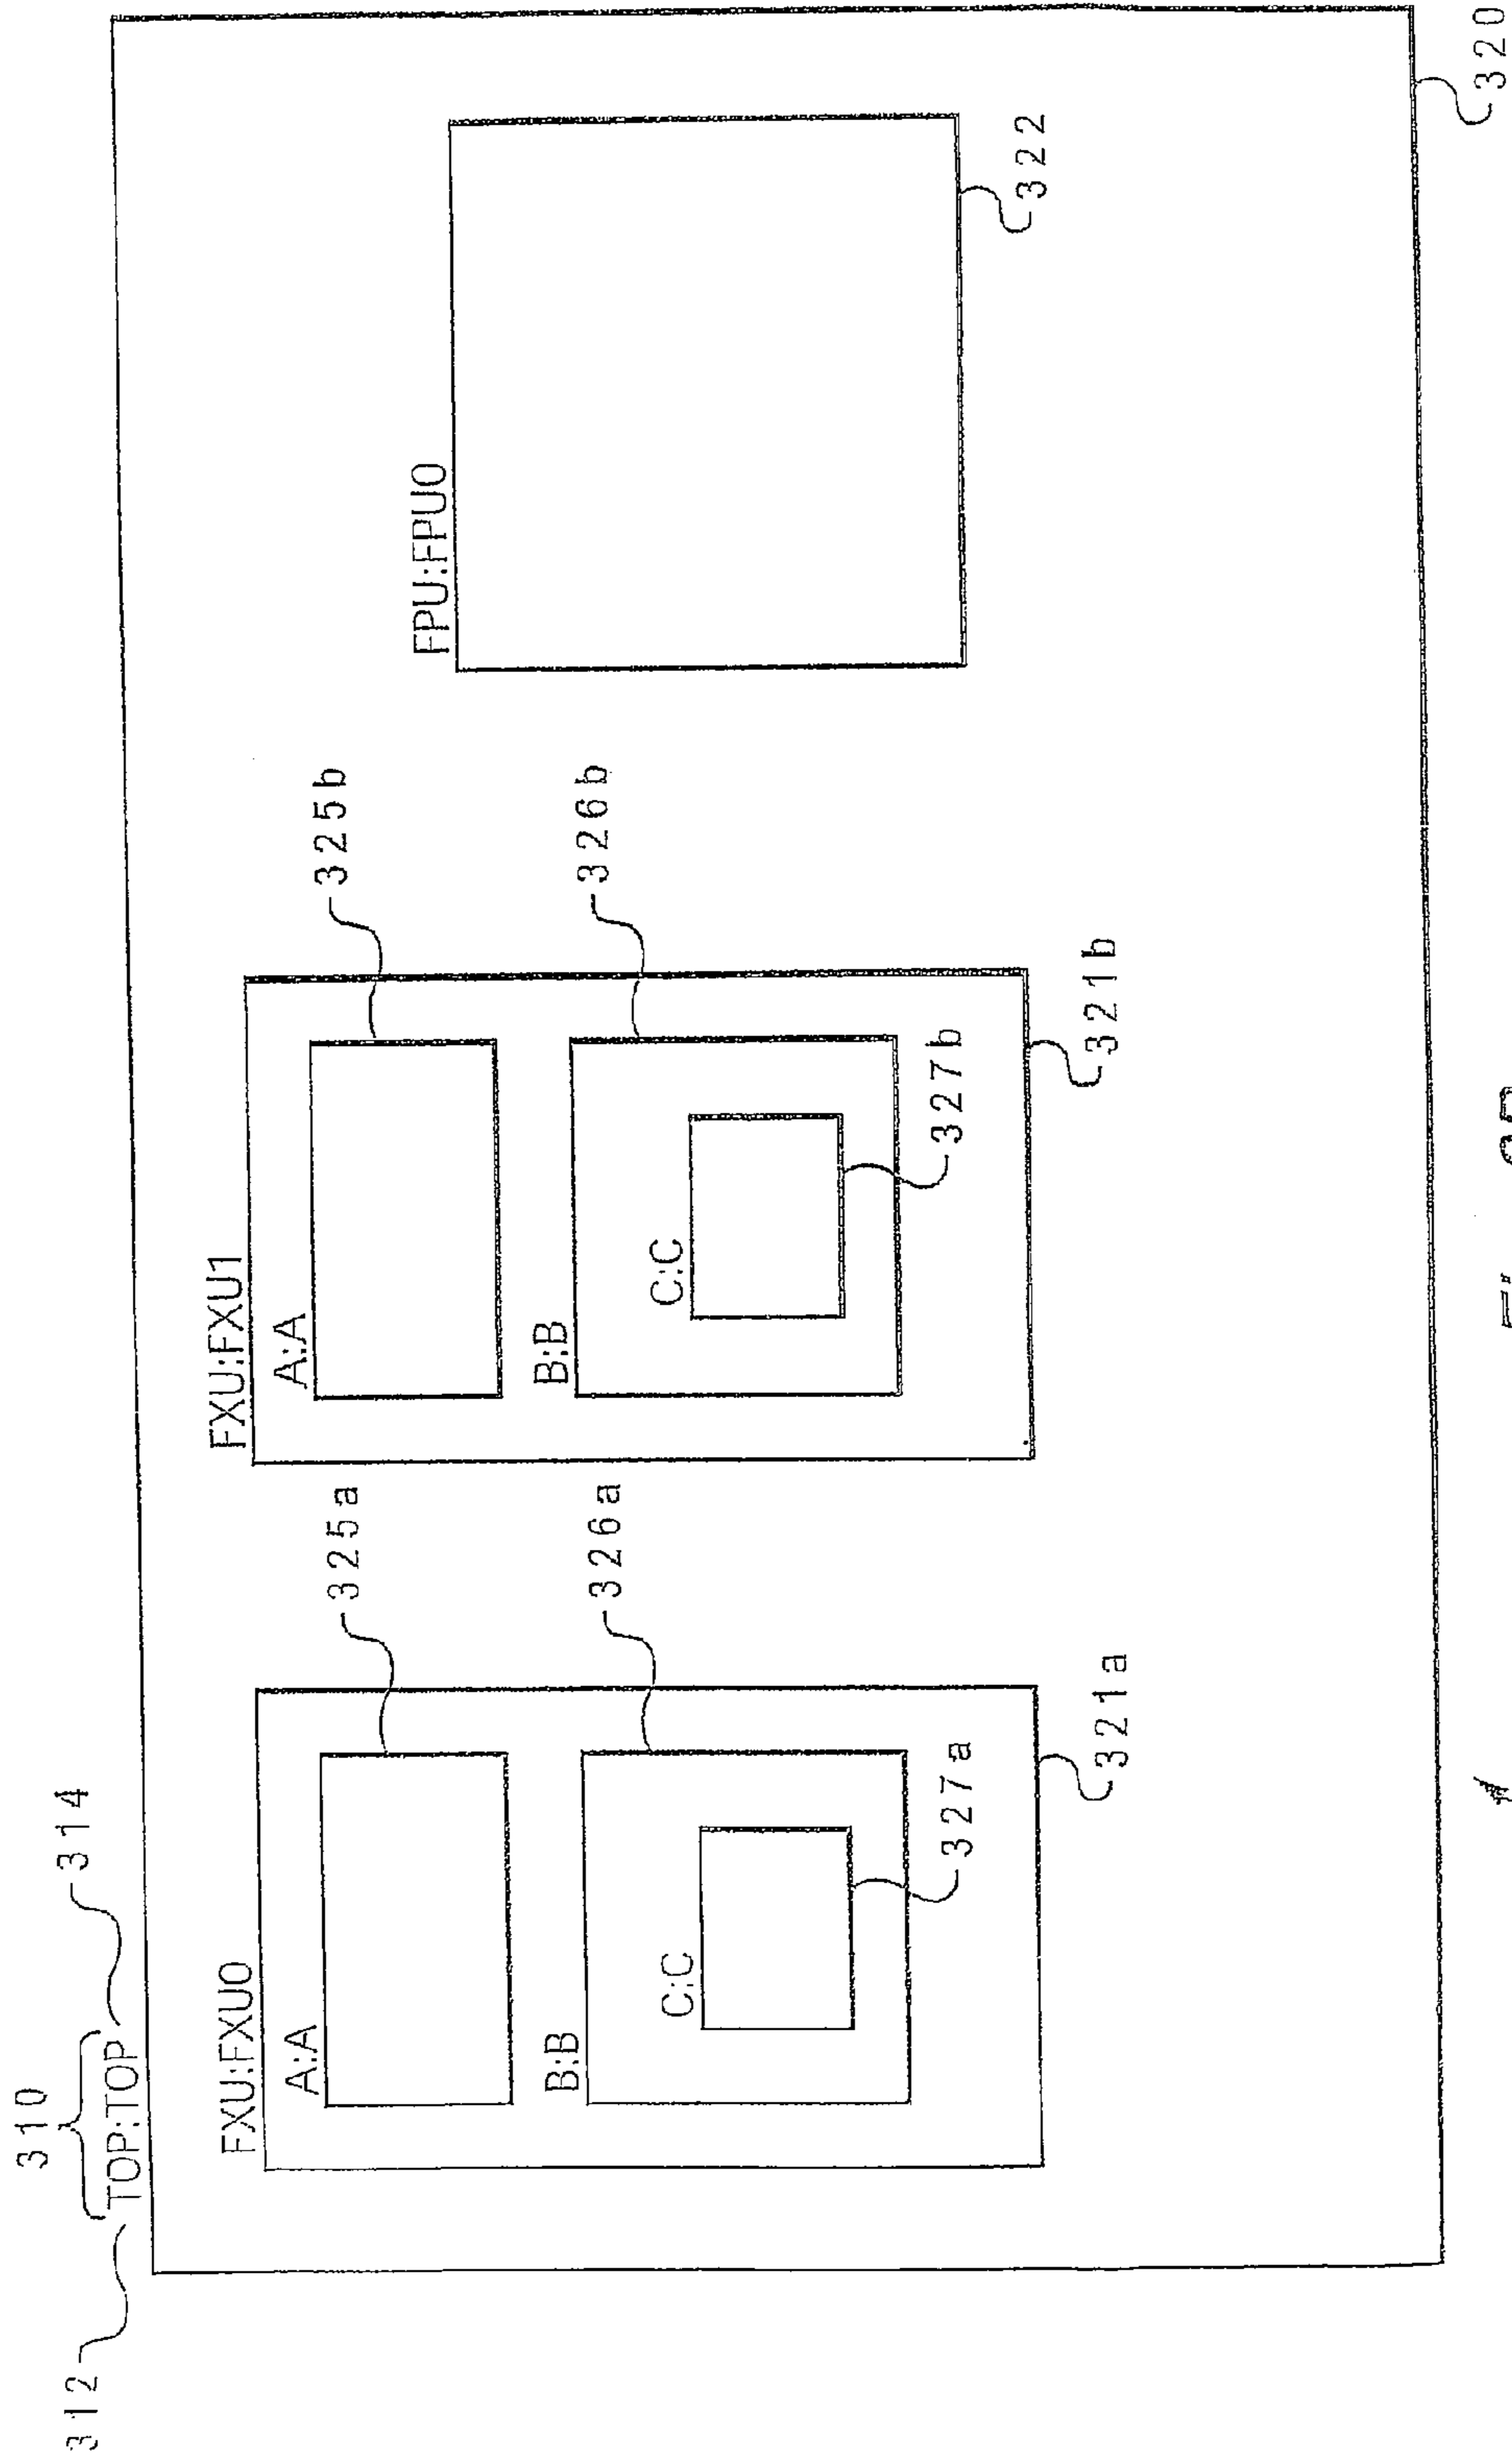 310
312
TOP:TOP
314
FXU:FXU0
A:A
325a
B:B
326a
C:C
327a
321a
FXU:FXU1
A:A
325b
B:B
326b
C:C
327b
321b
FPU:FPU0
322
320